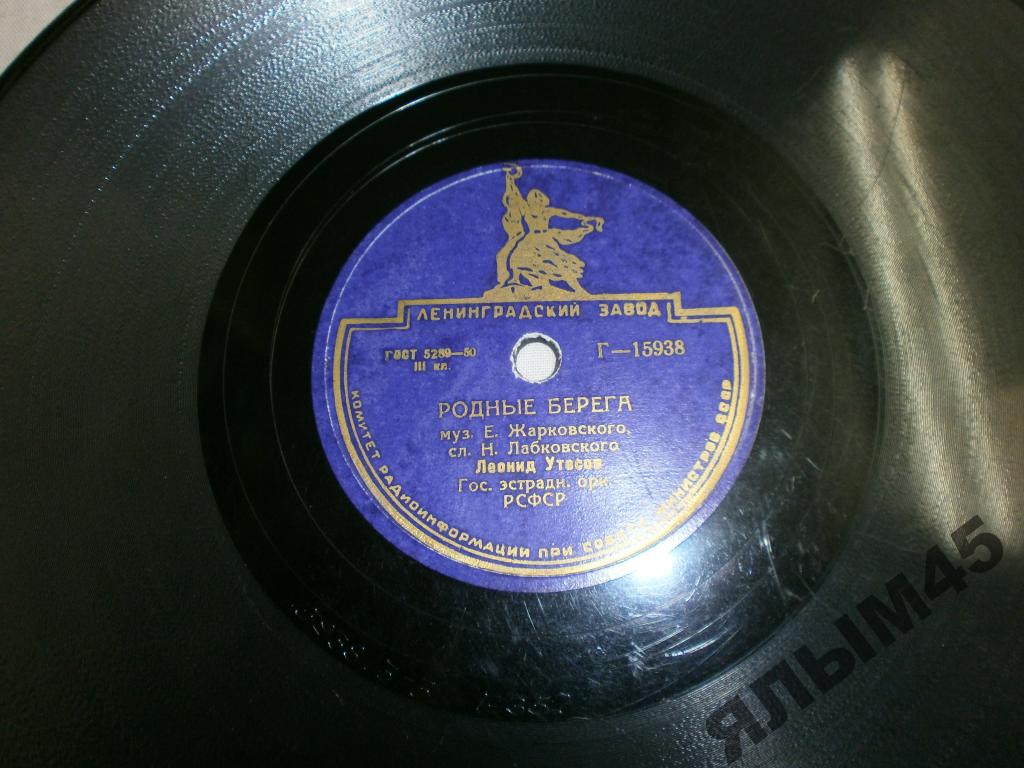 ЛЕНИНГРАДСКИЙ ЗАВОД
ГОСТ 5289—50
III кл.
Г—15938
РОДНЫЕ БЕРЕГА
муз. Е. Жарковского,
сл. Н. Лабковского
Леонид Утесов
Гос. эстрадн. орк.
РСФСР
КОМИТЕТ РАДИОИНФОРМАЦИИ ПРИ СОВЕТЕ МИНИСТРОВ СССР
ЯЛЫМ45